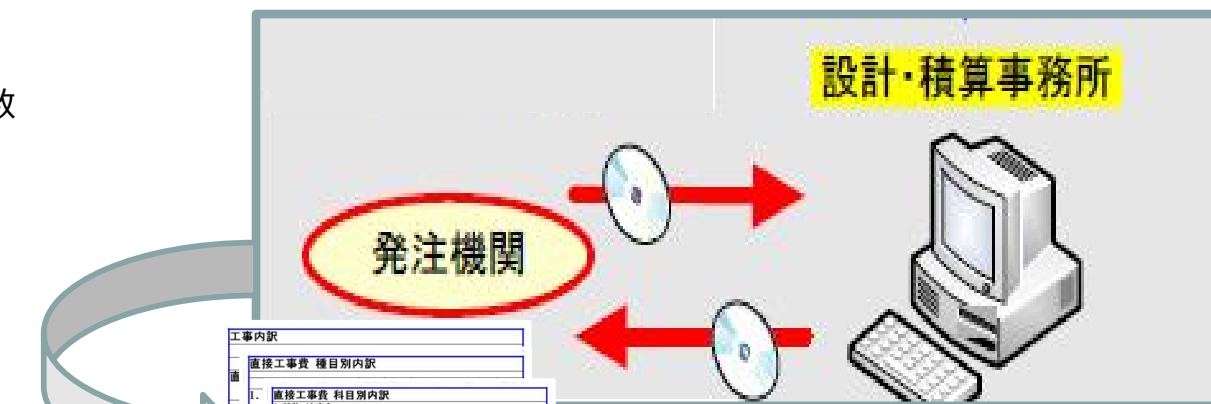 設計・積算事務所
数
発注機関
工事内訳
直接工事費 種目別内訳
直
1. 直接工事費 科目別内訳